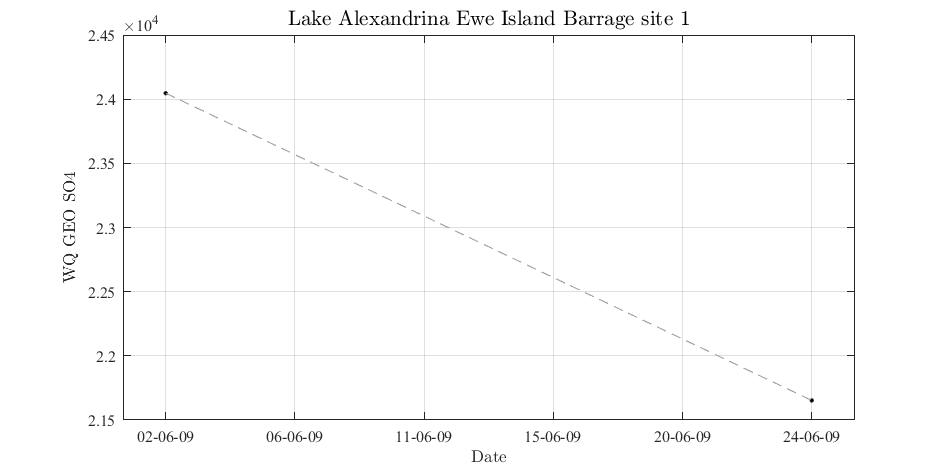 Lake Alexandrina Ewe Island Barrage site 1
×10⁴
2.45
2.4
2.35
2.3
2.25
2.2
2.15
WQ GEO SO4
02-06-09 06-06-09 11-06-09 15-06-09 20-06-09 24-06-09
Date